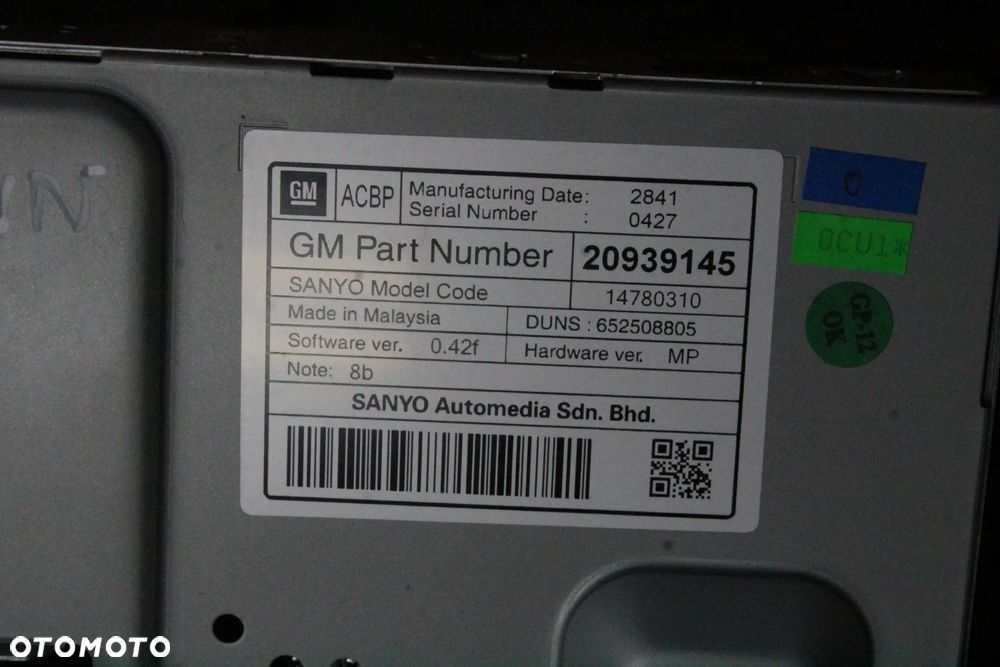 IN
GM ACBP Manufacturing Date: 2841
Serial Number : 0427
GM Part Number 20939145
SANYO Model Code 14780310
Made in Malaysia DUNS : 652508805
Software ver. 0.42f Hardware ver. MP
Note: 8b
SANYO Automedia Sdn. Bhd.
0
QCU1*
GP-12
OK
OTOMOTO